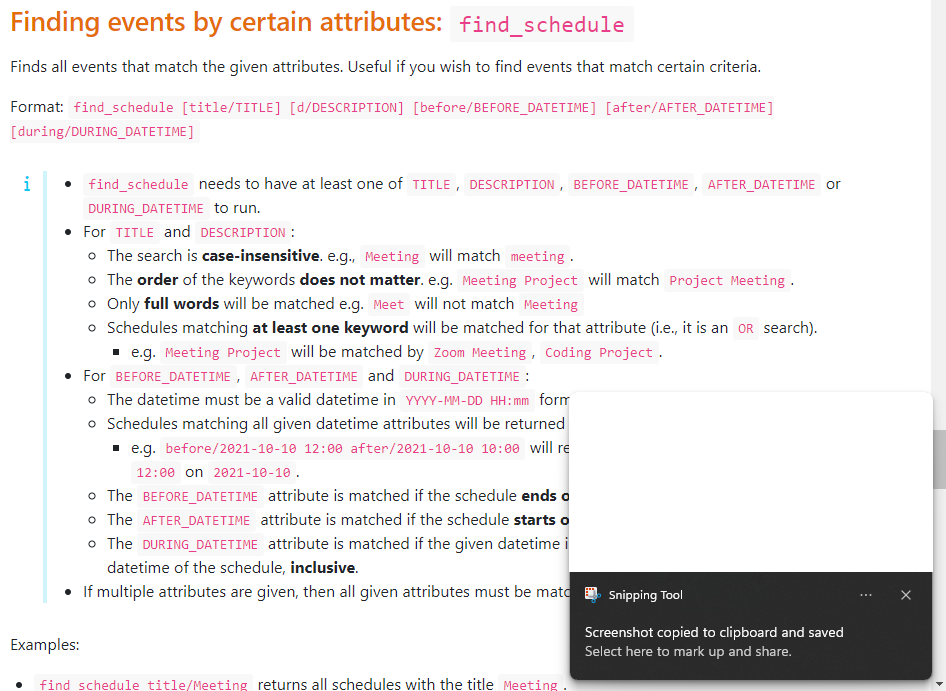 Finding events by certain attributes: find_schedule
Finds all events that match the given attributes. Useful if you wish to find events that match certain criteria.
Format: find_schedule [title/TITLE] [d/DESCRIPTION] [before/BEFORE_DATETIME] [after/AFTER_DATETIME]
[during/DURING_DATETIME]
i
• find_schedule needs to have at least one of TITLE, DESCRIPTION, BEFORE_DATETIME, AFTER_DATETIME or
DURING_DATETIME to run.
• For TITLE and DESCRIPTION:
○ The search is case-insensitive. e.g., Meeting will match meeting.
○ The order of the keywords does not matter. e.g. Meeting Project will match Project Meeting.
○ Only full words will be matched e.g. Meet will not match Meeting
○ Schedules matching at least one keyword will be matched for that attribute (i.e., it is an OR search).
▪ e.g. Meeting Project will be matched by Zoom Meeting, Coding Project.
• For BEFORE_DATETIME, AFTER_DATETIME and DURING_DATETIME:
○ The datetime must be a valid datetime in YYYY-MM-DD HH:mm form
○ Schedules matching all given datetime attributes will be returned
▪ e.g. before/2021-10-10 12:00 after/2021-10-10 10:00 will re
12:00 on 2021-10-10.
○ The BEFORE_DATETIME attribute is matched if the schedule ends o
○ The AFTER_DATETIME attribute is matched if the schedule starts o
○ The DURING_DATETIME attribute is matched if the given datetime i
datetime of the schedule, inclusive.
• If multiple attributes are given, then all given attributes must be matc
Snipping Tool
Screenshot copied to clipboard and saved
Select here to mark up and share.
Examples:
• find_schedule title/Meeting returns all schedules with the title Meeting.